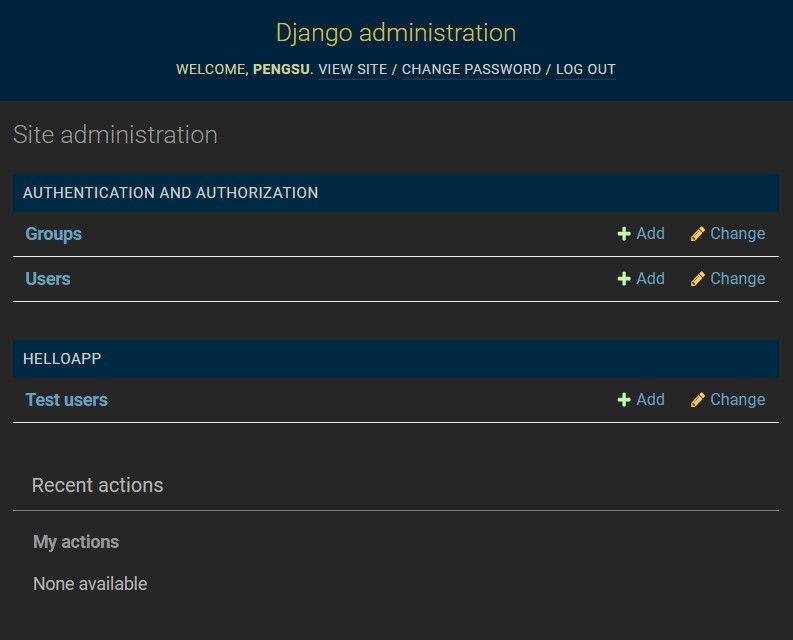 Django administration
WELCOME, PENGSU. VIEW SITE / CHANGE PASSWORD / LOG OUT
Site administration
AUTHENTICATION AND AUTHORIZATION
Groups Add Change
Users Add Change
HELLOAPP
Test users Add Change
Recent actions
My actions
None available